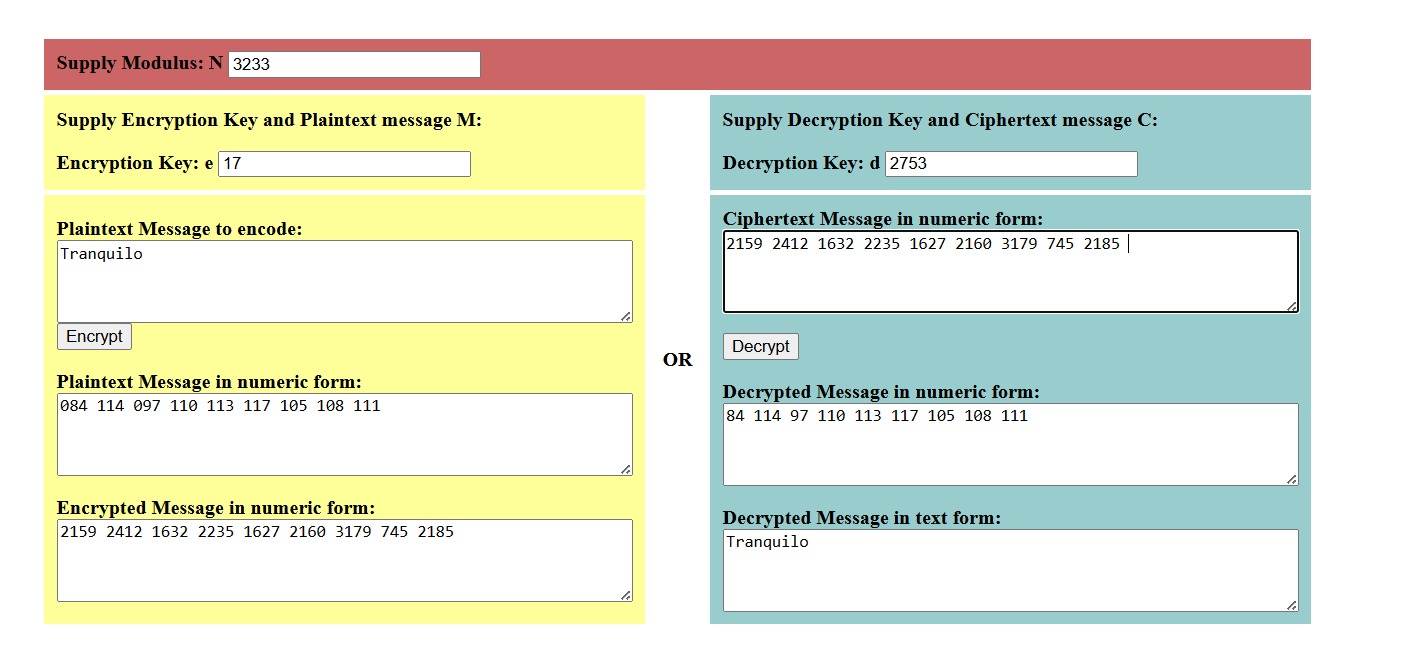 Supply Modulus: N 3233
Supply Encryption Key and Plaintext message M:
Encryption Key: e 17
Plaintext Message to encode:
Tranquilo
Encrypt
Plaintext Message in numeric form:
084 114 097 110 113 117 105 108 111
Encrypted Message in numeric form:
2159 2412 1632 2235 1627 2160 3179 745 2185
OR
Supply Decryption Key and Ciphertext message C:
Decryption Key: d 2753
Ciphertext Message in numeric form:
2159 2412 1632 2235 1627 2160 3179 745 2185
Decrypt
Decrypted Message in numeric form:
84 114 97 110 113 117 105 108 111
Decrypted Message in text form:
Tranquilo